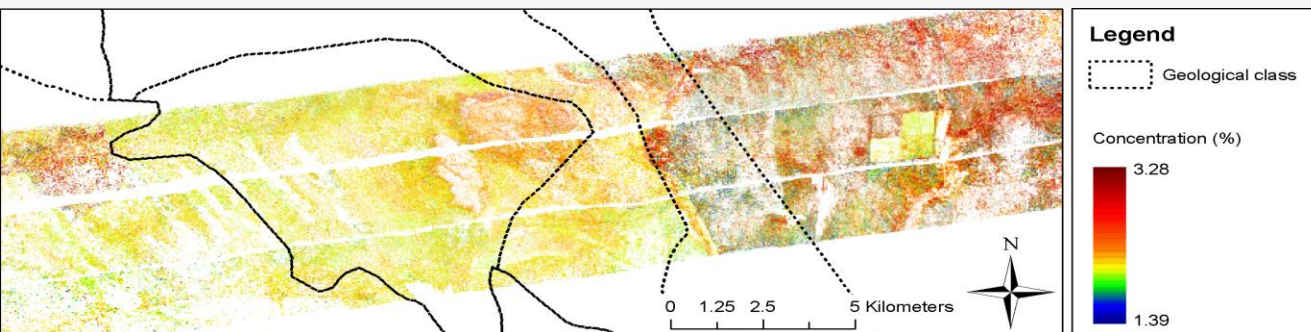 Legend
Geological class
Concentration (%)
3.28
1.39
N
0 1.25 2.5 5 Kilometers